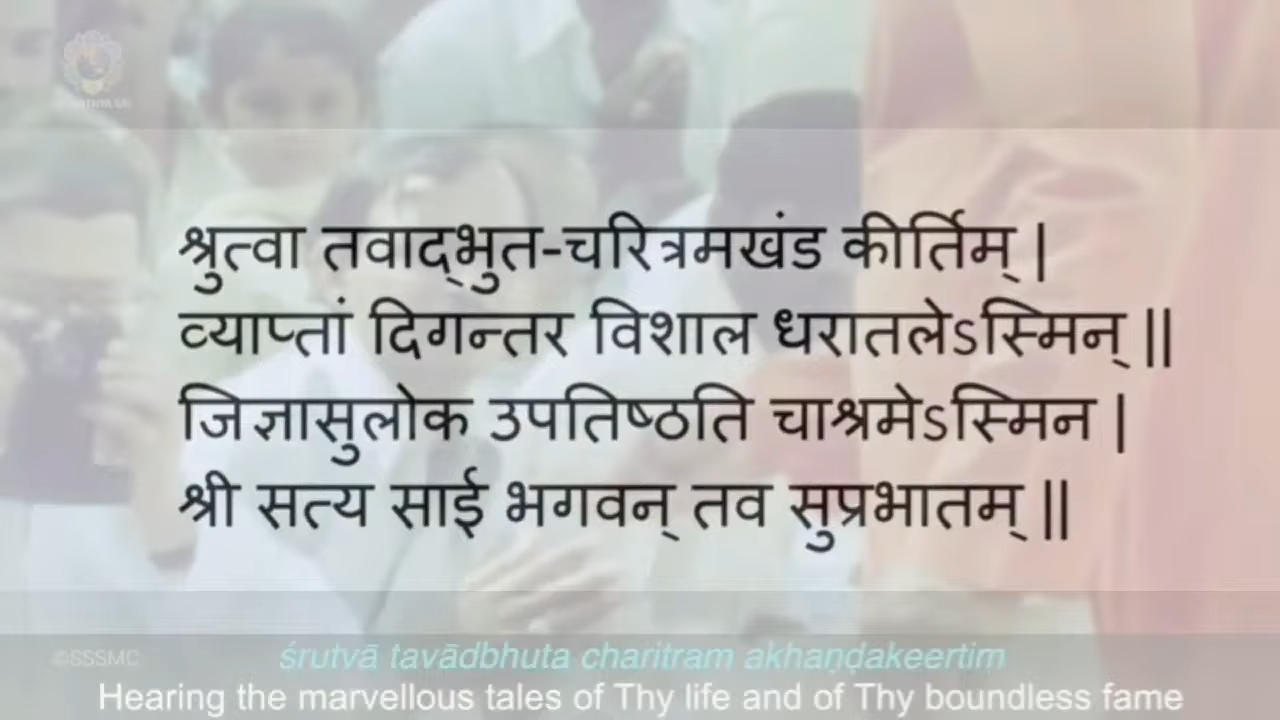 श्रुत्वा तवाद्‌भुत-चरित्रमखंड कीर्तिम् |
व्याप्तां दिगन्तर विशाल धरातलेऽस्मिन् ||
जिज्ञासुलोक उपतिष्ठति चाश्रमेऽस्मिन |
श्री सत्य साई भगवन् तव सुप्रभातम् ||
©SSSMC
śrutvā tavādbhuta charitram akhaṇḍakeertim
Hearing the marvellous tales of Thy life and of Thy boundless fame